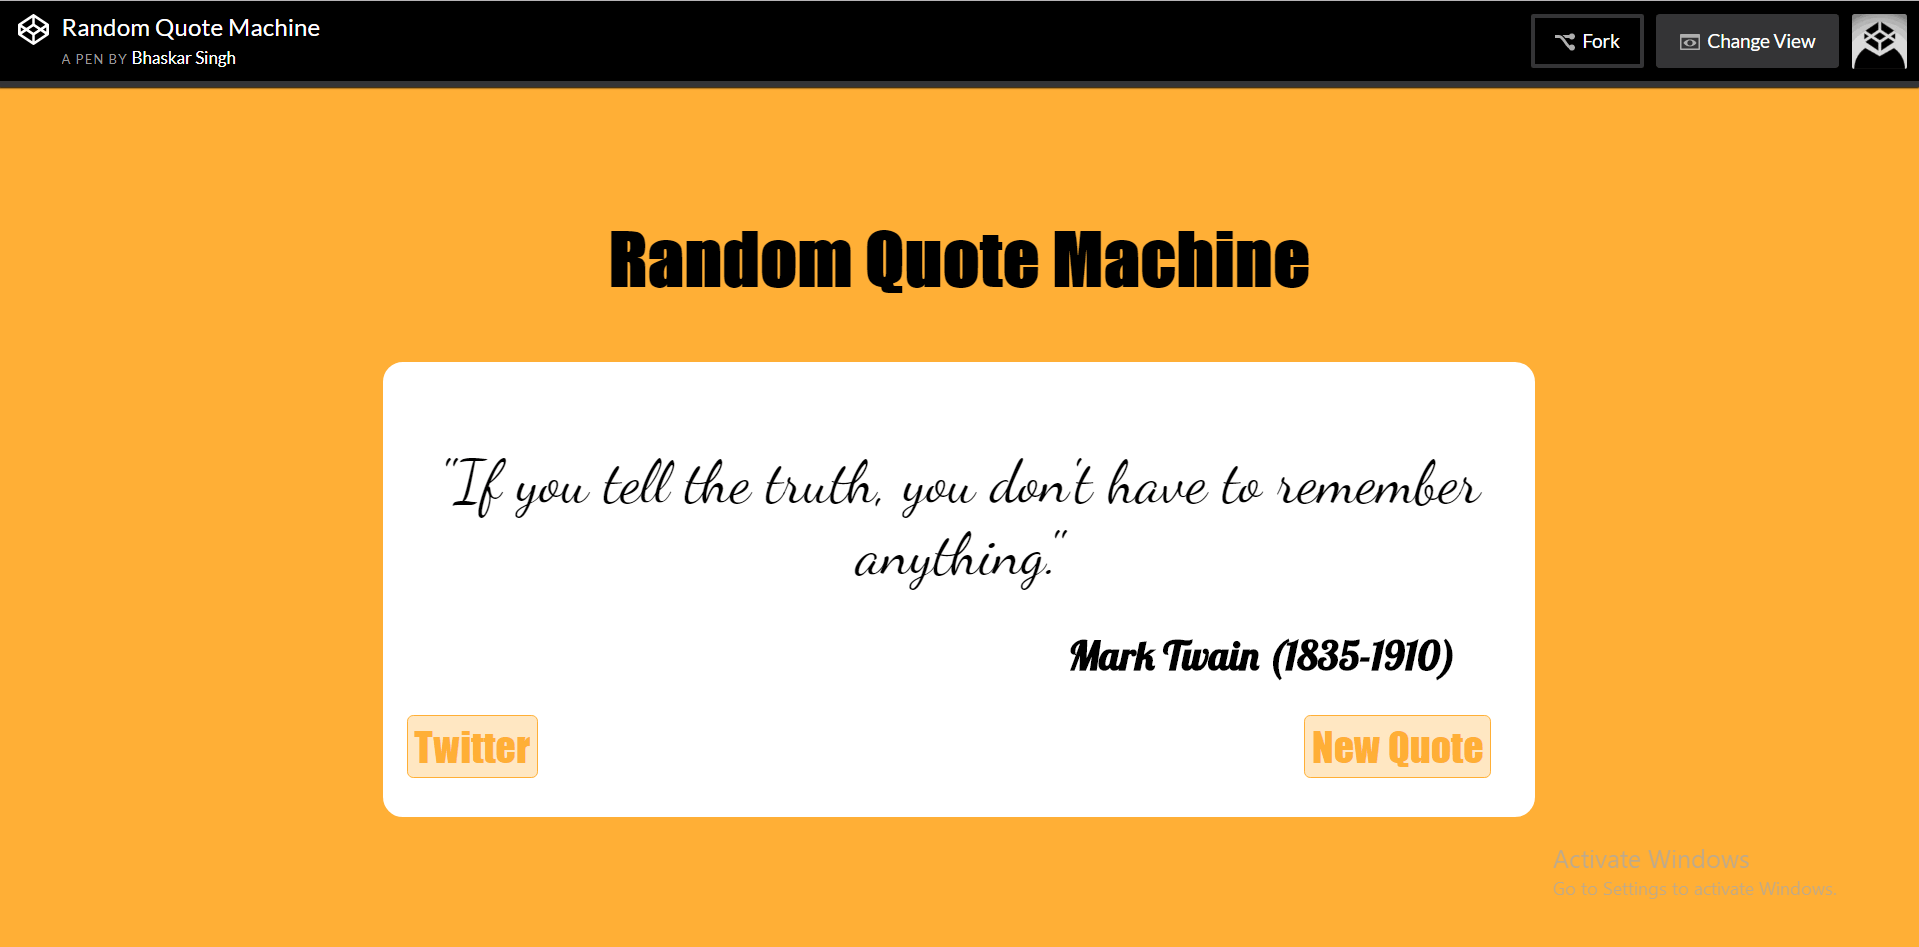 Random Quote Machine
A PEN BY Bhaskar Singh
Fork
Change View
Random Quote Machine
"If you tell the truth, you don't have to remember
anything."
Mark Twain (1835-1910)
Twitter
New Quote
Activate Windows
Go to Settings to activate Windows.